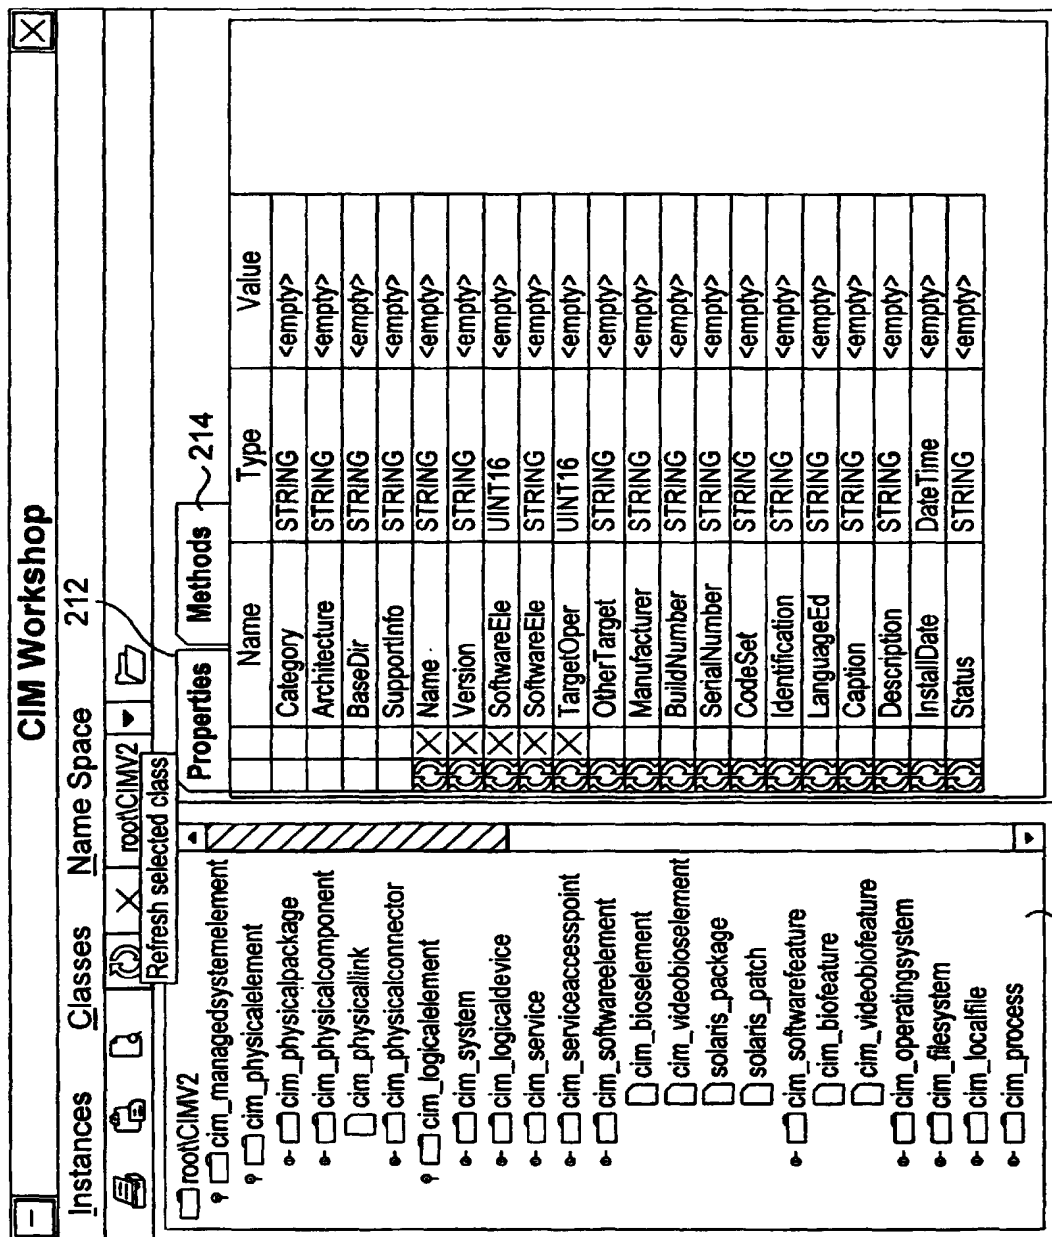 CIM Workshop
Instances Classes Name Space
root\CIMV2
Refresh selected class
212
214
root\CIMV2
cim_managedsystemelement
cim_physicalelement
cim_physicalpackage
cim_physicalcomponent
cim_physicallink
cim_physicalconnector
cim_logicalelement
cim_system
cim_logicaldevice
cim_service
cim_serviceaccesspoint
cim_softwareelement
cim_bioselement
cim_videobioselement
solaris_package
solaris_patch
cim_softwarefeature
cim_biofeature
cim_videobiofeature
cim_operatingsystem
cim_filesystem
cim_localfile
cim_process
Properties Methods
Name Type Value
Category STRING <empty>
Architecture STRING <empty>
BaseDir STRING <empty>
SupportInfo STRING <empty>
Name STRING <empty>
Version STRING <empty>
SoftwareEle UINT16 <empty>
SoftwareEle STRING <empty>
TargetOper UINT16 <empty>
OtherTarget STRING <empty>
Manufacturer STRING <empty>
BuildNumber STRING <empty>
SerialNumber STRING <empty>
CodeSet STRING <empty>
Identification STRING <empty>
LanguageEd STRING <empty>
Caption STRING <empty>
Description STRING <empty>
InstallDate DateTime <empty>
Status STRING <empty>